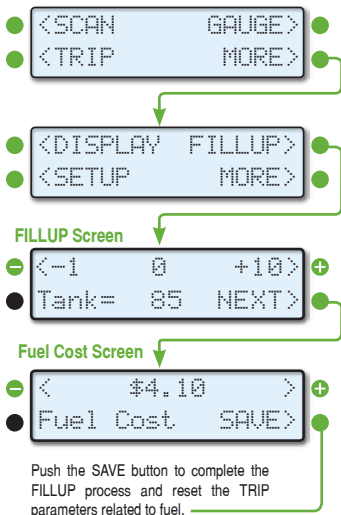 <SCAN GAUGE>
<TRIP MORE>
<DISPLAY FILLUP>
<SETUP MORE>
FILLUP Screen
<-1 0 +10>
Tank= 85 NEXT>
Fuel Cost Screen
< $4.10 >
Fuel Cost SAVE>
Push the SAVE button to complete the
FILLUP process and reset the TRIP
parameters related to fuel.